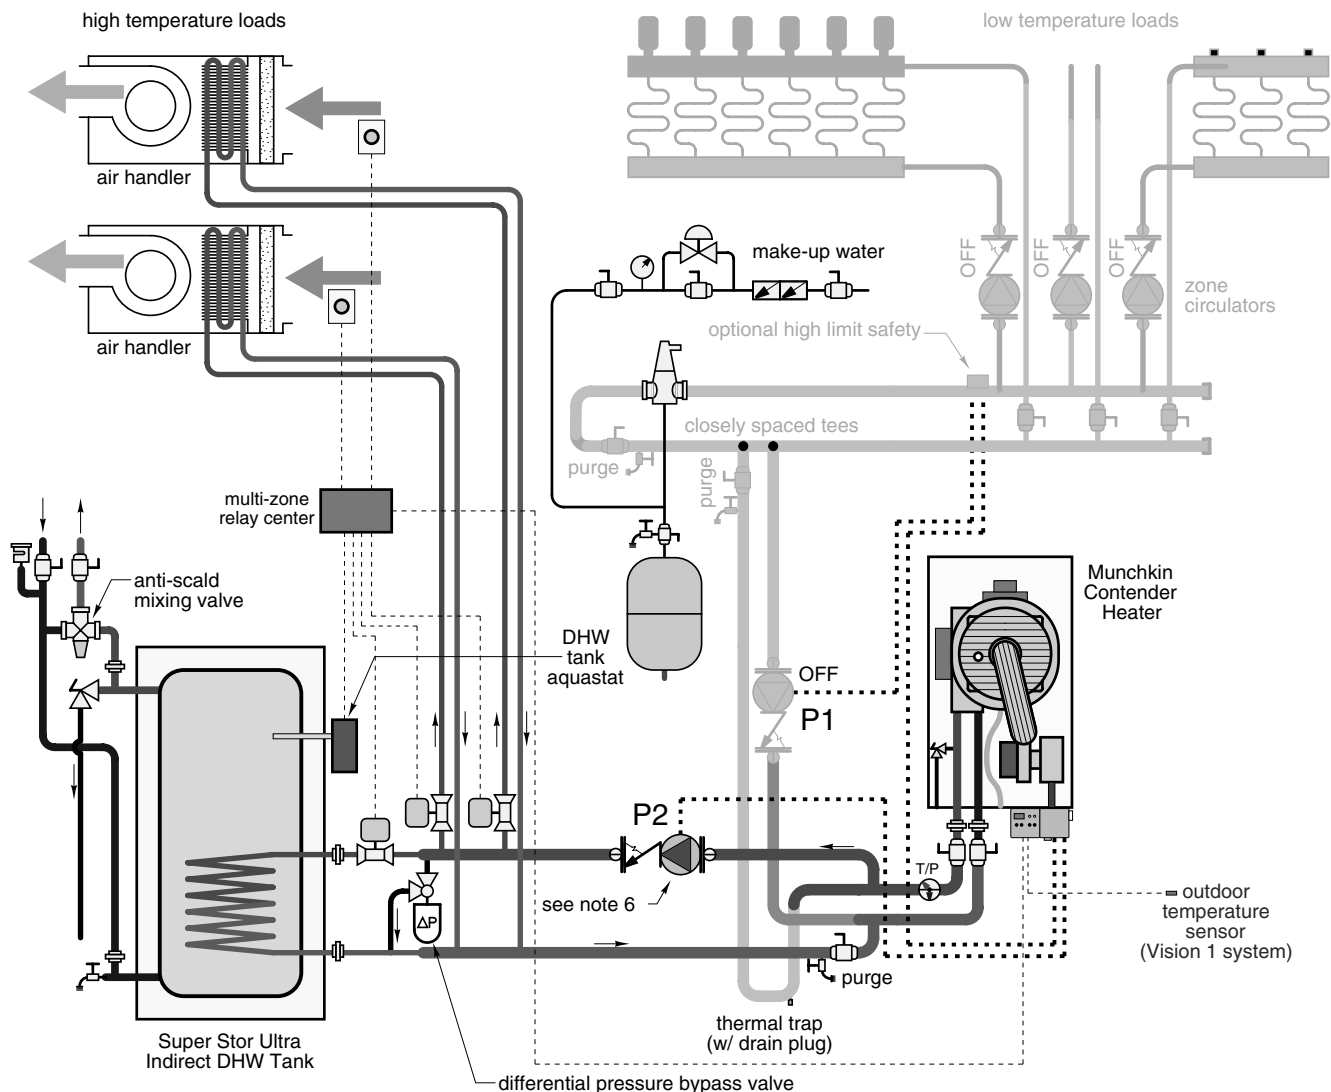 high temperature loads
low temperature loads
air handler
make-up water
OFF
OFF
OFF
zone
circulators
optional high limit safety
air handler
closely spaced tees
purge
purge
multi-zone
relay center
anti-scald
mixing valve
Munchkin
Contender
Heater
DHW
tank
aquastat
OFF
P1
P2
T/P
see note 6
ΔP
outdoor
temperature
sensor
(Vision 1 system)
purge
thermal trap
(w/ drain plug)
Super Stor Ultra
Indirect DHW Tank
differential pressure bypass valve